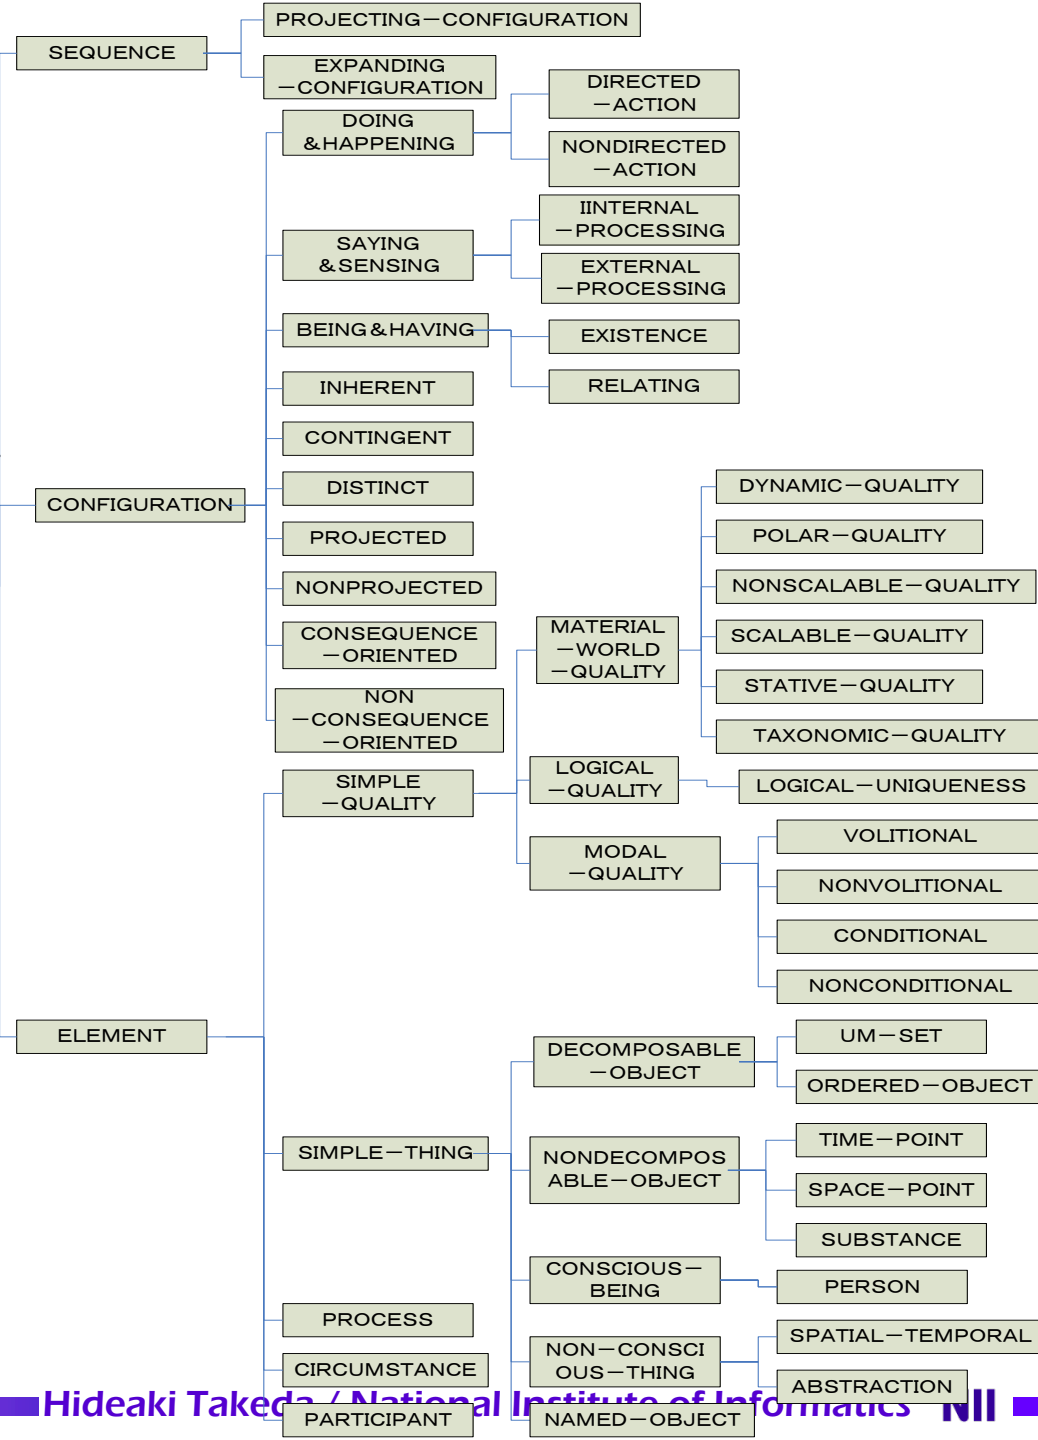 PROJECTING－CONFIGURATION
SEQUENCE
EXPANDING
－CONFIGURATION
DOING
&HAPPENING
DIRECTED
－ACTION
NONDIRECTED
－ACTION
SAYING
&SENSING
IINTERNAL
－PROCESSING
EXTERNAL
－PROCESSING
BEING&HAVING
EXISTENCE
RELATING
INHERENT
CONTINGENT
DISTINCT
CONFIGURATION
PROJECTED
NONPROJECTED
CONSEQUENCE
－ORIENTED
NON
－CONSEQUENCE
－ORIENTED
SIMPLE
－QUALITY
MATERIAL
－WORLD
－QUALITY
DYNAMIC－QUALITY
POLAR－QUALITY
NONSCALABLE－QUALITY
SCALABLE－QUALITY
STATIVE－QUALITY
TAXONOMIC－QUALITY
LOGICAL
－QUALITY
LOGICAL－UNIQUENESS
MODAL
－QUALITY
VOLITIONAL
NONVOLITIONAL
CONDITIONAL
NONCONDITIONAL
ELEMENT
SIMPLE－THING
DECOMPOSABLE
－OBJECT
UM－SET
ORDERED－OBJECT
NONDECOMPOS
ABLE－OBJECT
TIME－POINT
SPACE－POINT
SUBSTANCE
CONSCIOUS－
BEING
PERSON
NON－CONSCI
OUS－THING
SPATIAL－TEMPORAL
ABSTRACTION
NAMED－OBJECT
PROCESS
CIRCUMSTANCE
PARTICIPANT
Hideaki Takeda / National Institute of Informatics NII